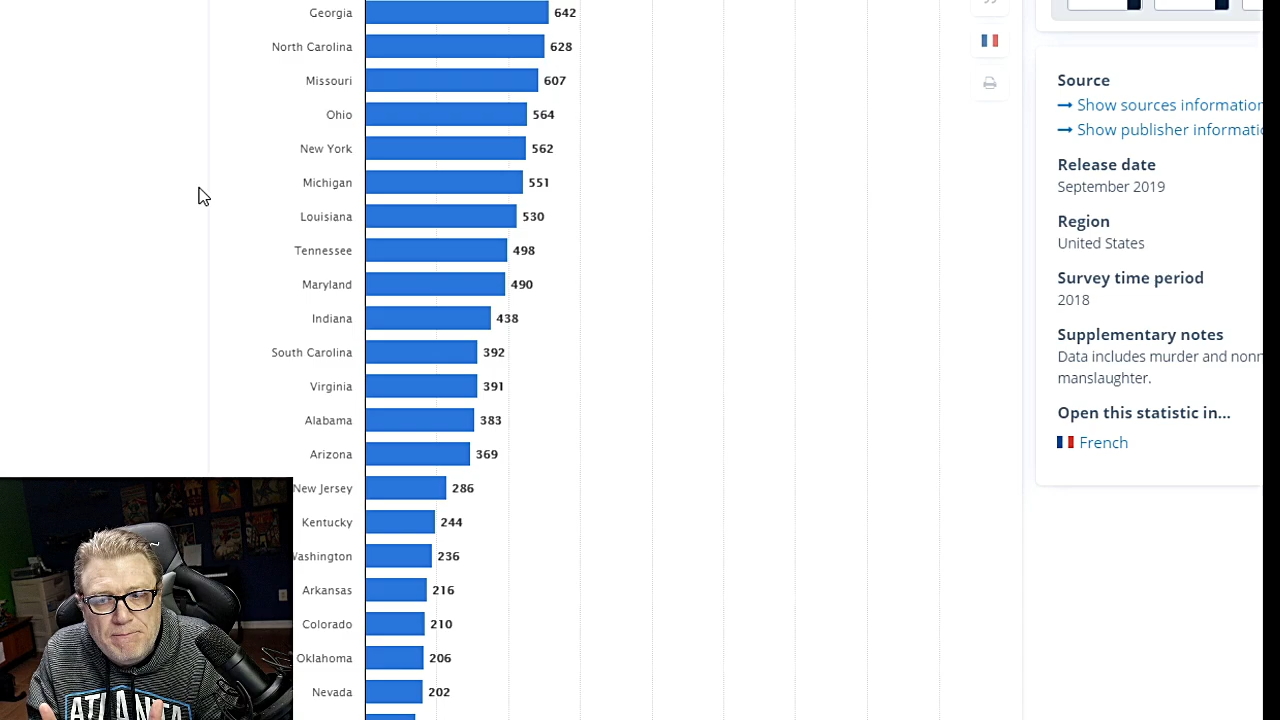 Georgia 642
North Carolina 628
Missouri 607
Ohio 564
New York 562
Michigan 551
Louisiana 530
Tennessee 498
Maryland 490
Indiana 438
South Carolina 392
Virginia 391
Alabama 383
Arizona 369
New Jersey 286
Kentucky 244
Washington 236
Arkansas 216
Colorado 210
Oklahoma 206
Nevada 202
Source
Show sources information
Show publisher informati
Release date
September 2019
Region
United States
Survey time period
2018
Supplementary notes
Data includes murder and nonn
manslaughter.
Open this statistic in...
French
ATLANTA